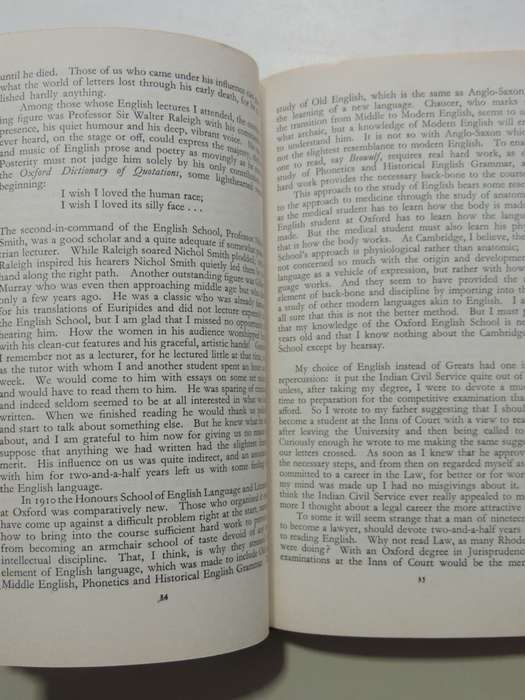 until he died. Those of us who came under his influence
what the world of letters lost through his early death, for he
lished hardly anything.
Among those whose English lectures I attended, the
ing figure was Professor Sir Walter Raleigh with his
presence, his quiet humour and his deep, vibrant voice.
ever heard, on the stage or off, could express the majesty
and music of English prose and poetry as movingly as he
Posterity must not judge him solely by his only
the Oxford Dictionary of Quotations, some lighthearted
beginning:
I wish I loved the human race;
I wish I loved its silly face . . .
The second-in-command of the English School, Professor
Smith, was a good scholar and a quite adequate if somewhat
trian lecturer. While Raleigh soared Nichol Smith plodded,
Raleigh inspired his hearers Nichol Smith quietly led them by
hand along the right path. Another outstanding figure was
Murray who was even then approaching middle age but who
only a few years ago. He was a classic who was already
for his translations of Euripides and did not lecture especially
the English School, but I am glad that I missed no opportunity
hearing him. How the women in his audience worshipped
with his clean-cut features and his graceful, artistic hands!
I remember not as a lecturer, for he lectured little at that time,
as the tutor with whom I and another student spent an hour
week. We would come to him with essays on some set
and would have to read them to him. He was sparing of
and indeed seldom seemed to be at all interested in what
written. When we finished reading he would thank us
and start to talk about something else. But he knew what
about, and I am grateful to him now for giving us no
suppose that anything we had written had the slightest
merit. His influence on us was quite indirect, and an
with him for two-and-a-half years left us with some feeling
the English language.
In 1910 the Honours School of English Language and
at Oxford was comparatively new. Those who organised it
have come up against a difficult problem right at the start,
how to bring into the course sufficient hard work to
from becoming an armchair school of taste devoid of
intellectual discipline. That, I think, is why they
element of English language, which was made to include Old
Middle English, Phonetics and Historical English Grammar
34
study of Old English, which is the same as Anglo-Saxon
the learning of a new language. Chaucer, who marks
the transition from Middle to Modern English, seems to us
what archaic, but a knowledge of Modern English will
to understand him. It is not so with Anglo-Saxon which
not the slightest resemblance to modern English. To
one to read, say Beowulf, requires real hard work, as
study of Phonetics and Historical English Grammar,
hard work provides the necessary back-bone to the course.
This approach to the study of English bears some
to the approach to medicine through the study of
as the medical student has to learn how the body is made
English student at Oxford has to learn how the
made. But the medical student must also learn his
that is how the body works. At Cambridge, I believe, the
School's approach is physiological rather than anatomical,
not concerned so much with the origin and development
language as a vehicle of expression, but rather with how
guage works. And they seem to have provided the
element of back-bone and discipline by importing into the
a study of other modern languages akin to English. I am
all sure that this is not the better method. But I must
that my knowledge of the Oxford English School is
years old and that I know nothing about the Cambridge
School except by hearsay.
My choice of English instead of Greats had one
repercussion: it put the Indian Civil Service quite out of
unless, after taking my degree, I were to devote a
time to preparation for the competitive examination than
afford. So I wrote to my father suggesting that I should
become a student at the Inns of Court with a view to
after leaving the University and then being called to
Curiously enough he wrote to me making the same
our letters crossed. As soon as I knew that he approved
the necessary steps, and from then on regarded myself as
committed to a career in the Law, for better or for worse
my mind was made up I had no misgivings about it.
think the Indian Civil Service ever really appealed to me
more I thought about a legal career the more attractive
To some it may seem strange that a man of nineteen
to become a lawyer, should devote two-and-a-half years
to reading English. Why not read Law, as many Rhodes
were doing? With an Oxford degree in Jurisprudence
examinations at the Inns of Court would be the
35